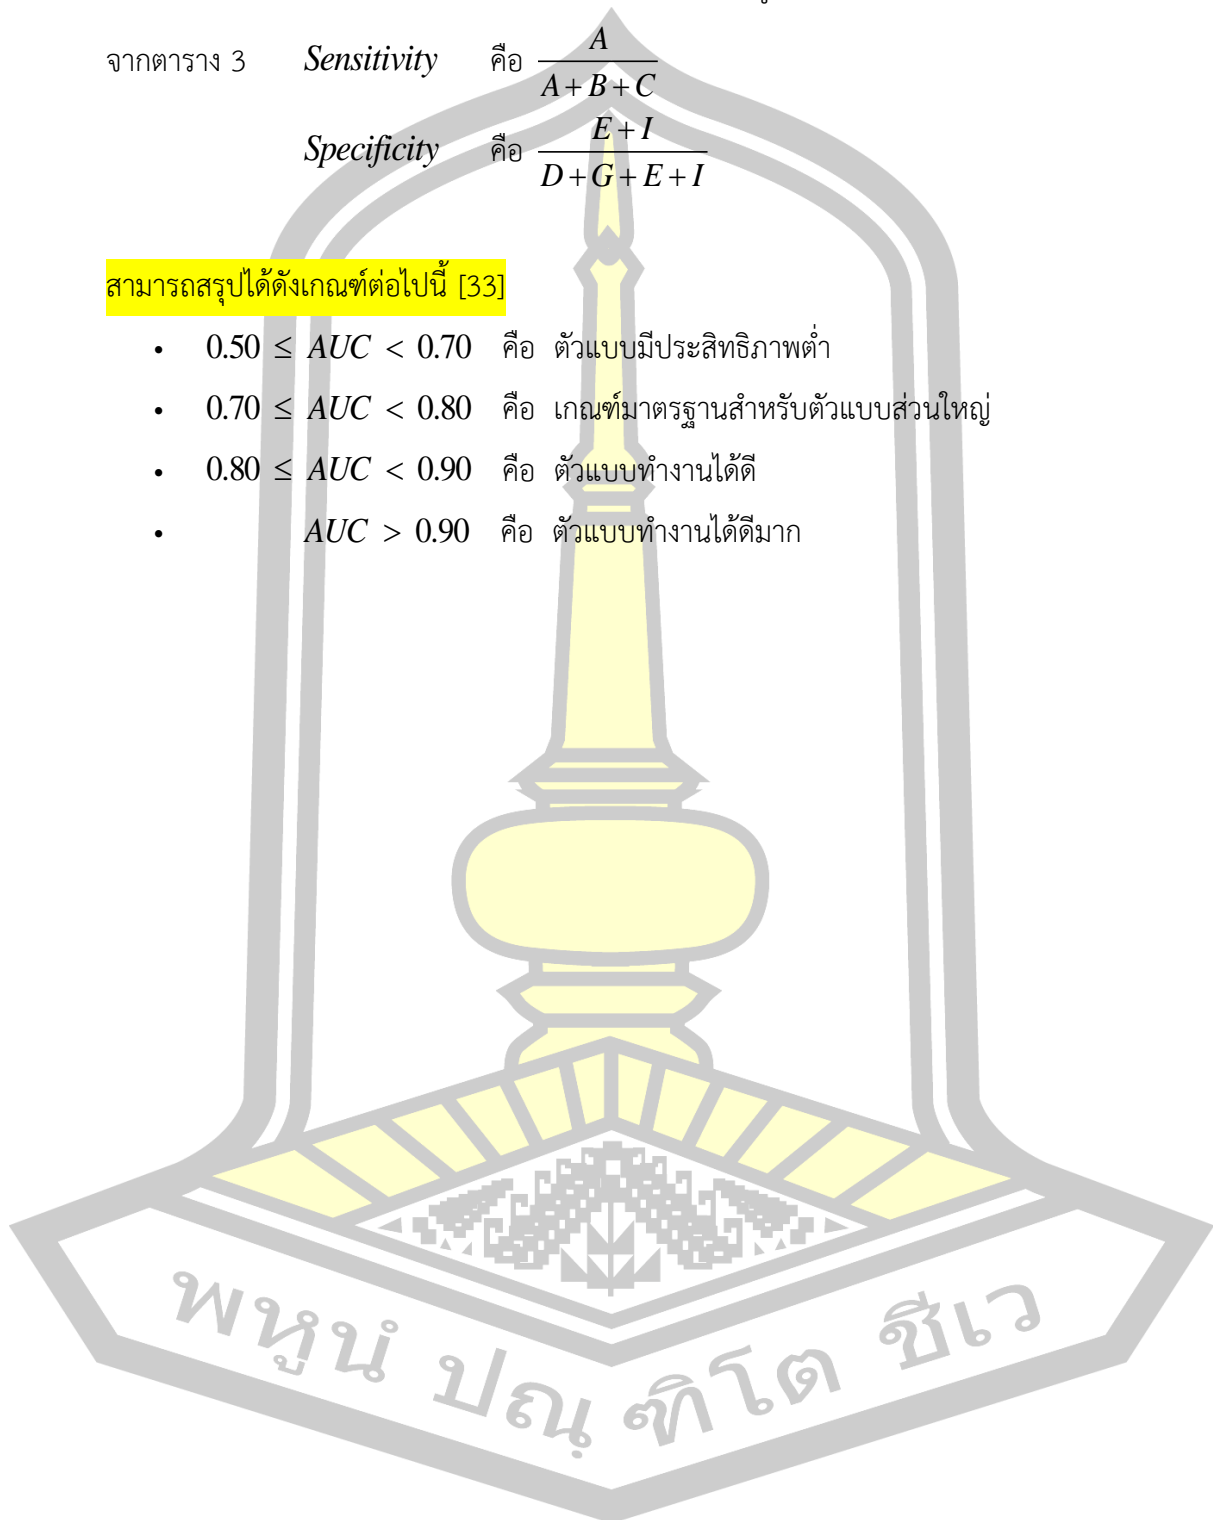 จากตาราง 3 Sensitivity คือ A / (A + B + C)
Specificity คือ (E + I) / (D + G + E + I)
สามารถสรุปได้ดังเกณฑ์ต่อไปนี้ [33]
• 0.50 ≤ AUC < 0.70 คือ ตัวแบบมีประสิทธิภาพต่ำ
• 0.70 ≤ AUC < 0.80 คือ เกณฑ์มาตรฐานสำหรับตัวแบบส่วนใหญ่
• 0.80 ≤ AUC < 0.90 คือ ตัวแบบทำงานได้ดี
• AUC > 0.90 คือ ตัวแบบทำงานได้ดีมาก
พหูนํ ปณฺฑิโต ชีเว